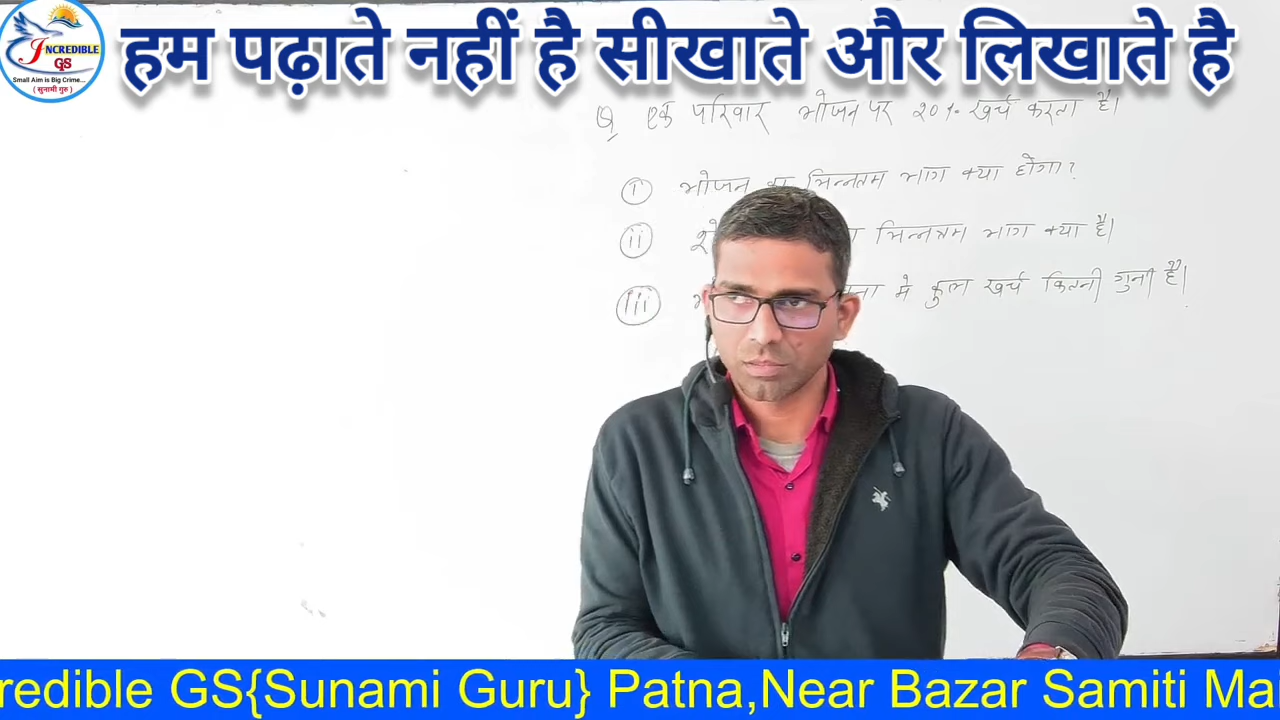 INCREDIBLE
GS
Small Aim is Big Crime...
( सुनामी गुरु )
हम पढ़ाते नहीं है सीखाते और लिखाते है
Q एक परिवार भोजन पर 20%  खर्च करता है।
(i) भोजन भिन्नतम भाग क्या होगा?
(ii) भिन्नतम भाग क्या है।
(iii) में कुल खर्च कितनी गुनी है।
redible GS{Sunami Guru} Patna,Near Bazar Samiti Ma